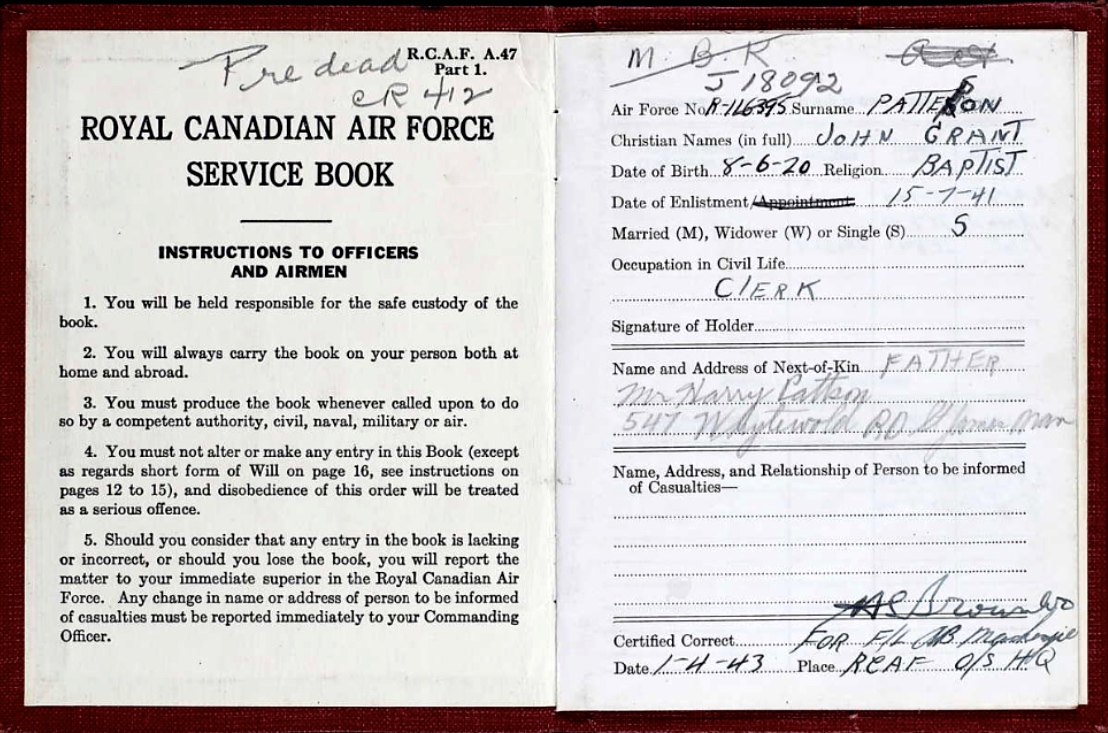 Pre dead R.C.A.F. A.47
Part 1.
CR 412
ROYAL CANADIAN AIR FORCE
SERVICE BOOK
INSTRUCTIONS TO OFFICERS
AND AIRMEN
1. You will be held responsible for the safe custody of the
book.
2. You will always carry the book on your person both at
home and abroad.
3. You must produce the book whenever called upon to do
so by a competent authority, civil, naval, military or air.
4. You must not alter or make any entry in this Book (except
as regards short form of Will on page 16, see instructions on
pages 12 to 15), and disobedience of this order will be treated
as a serious offence.
5. Should you consider that any entry in the book is lacking
or incorrect, or should you lose the book, you will report the
matter to your immediate superior in the Royal Canadian Air
Force. Any change in name or address of person to be informed
of casualties must be reported immediately to your Commanding
Officer.
M. B. K
J 18092
Air Force No. R-116395 Surname PATTERSON
Christian Names (in full) JOHN GRANT
Date of Birth 8-6-20 Religion BAPTIST
Date of Enlistment/Appointment 15-7-41
Married (M), Widower (W) or Single (S) S
Occupation in Civil Life
ClERK
Signature of Holder
Name and Address of Next-of-Kin FATHER
Mr Harry
547 Whytewold RD. St James Man
Name, Address, and Relationship of Person to be informed
of Casualties—
Certified Correct FOR F/L
Date 1-4-43 Place RCAF O/S HQ